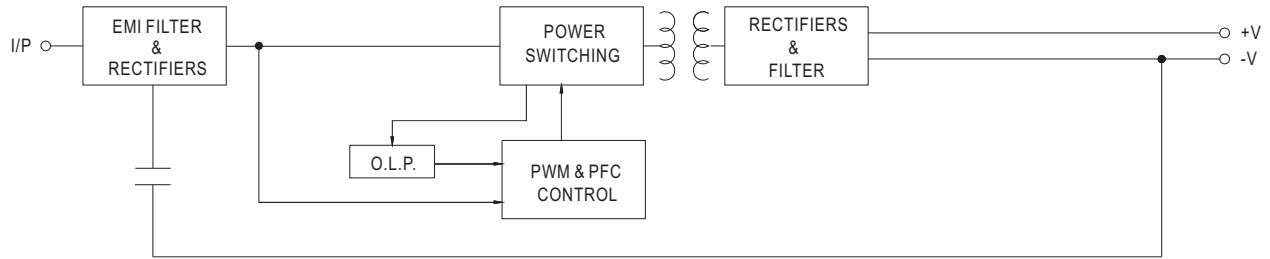 I/P
EMI FILTER
&
RECTIFIERS
POWER
SWITCHING
RECTIFIERS
&
FILTER
+V
-V
O.L.P.
PWM & PFC
CONTROL